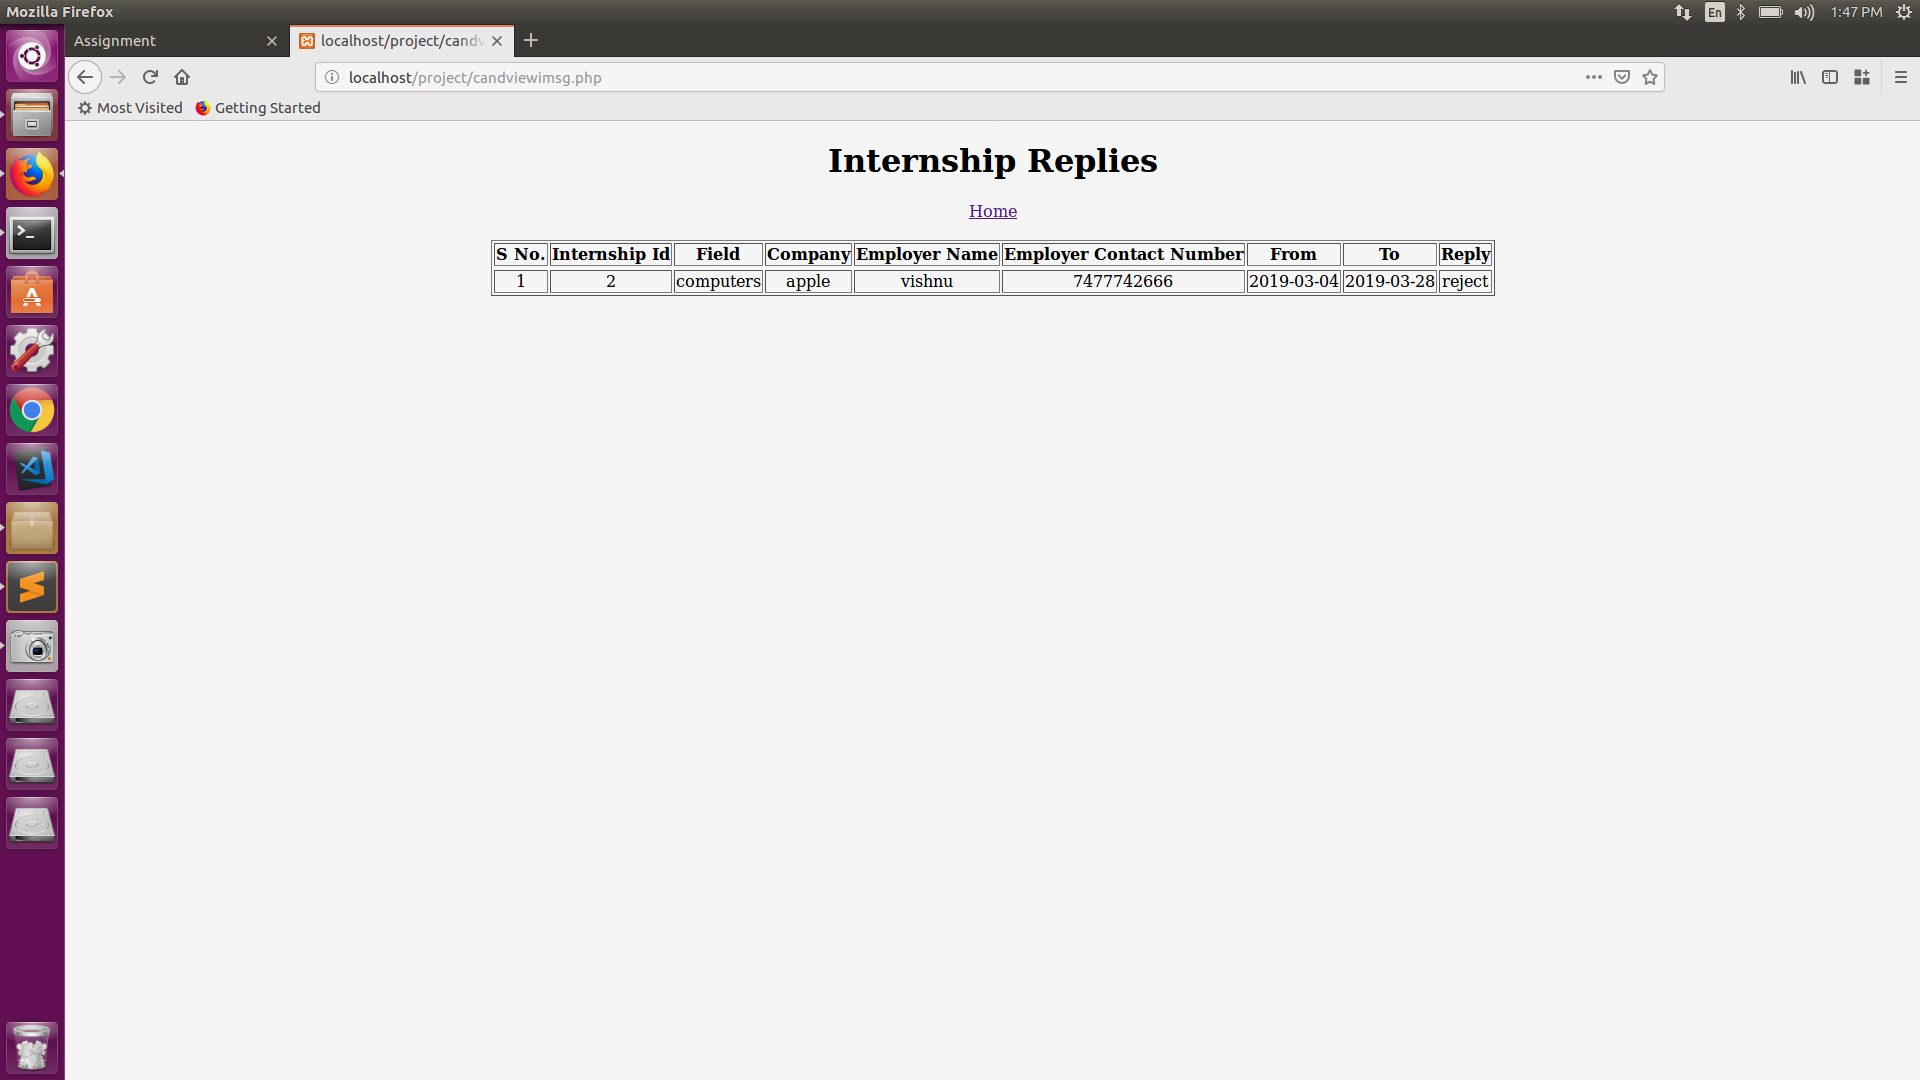 Mozilla Firefox
En
1:47 PM
Assignment
localhost/project/candv
localhost/project/candviewimsg.php
Most Visited
Getting Started
Internship Replies
Home
S No. Internship Id Field Company Employer Name Employer Contact Number From To Reply
1 2 computers apple vishnu 7477742666 2019-03-04 2019-03-28 reject